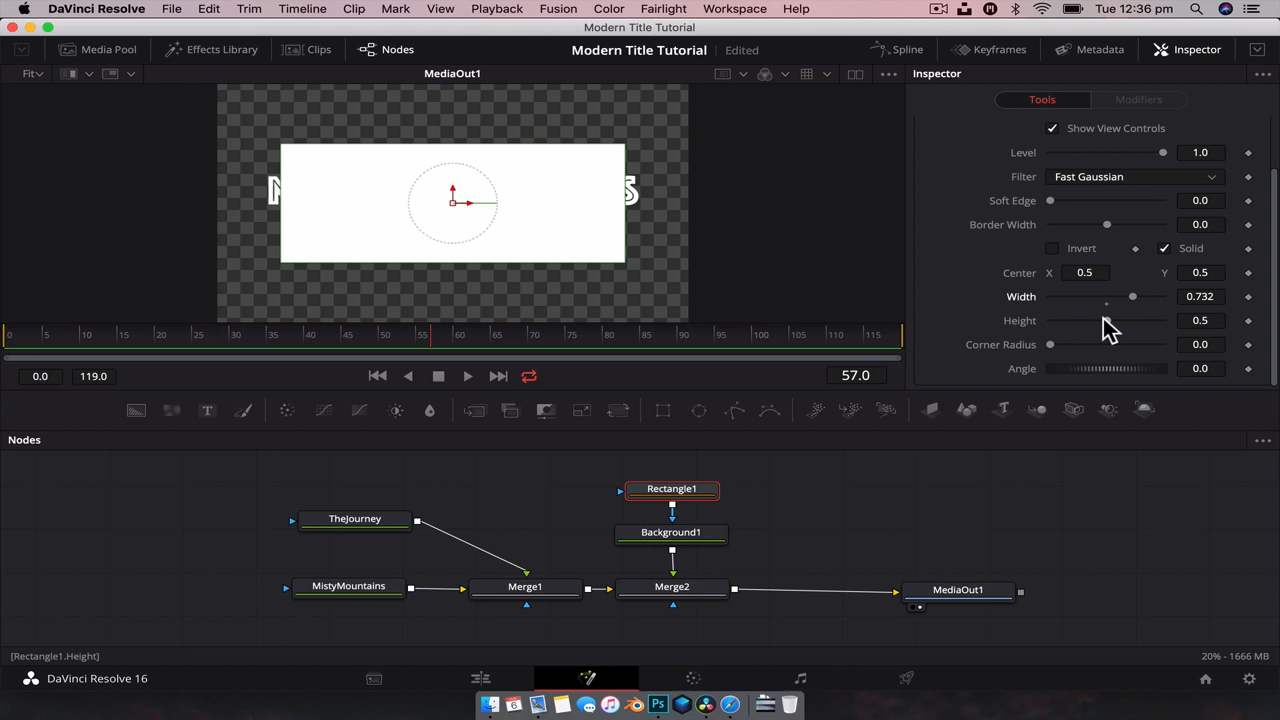 DaVinci Resolve File Edit Trim Timeline Clip Mark View Playback Fusion Color Fairlight Workspace Help Tue 12:36 pm
Modern Title Tutorial
Media Pool Effects Library Clips Nodes Modern Title Tutorial Edited Spline Keyframes Metadata Inspector
Fit MediaOut1 Inspector
Tools Modifiers
Show View Controls
Level 1.0
Filter Fast Gaussian
Soft Edge 0.0
Border Width 0.0
Invert Solid
Center X 0.5 Y 0.5
Width 0.732
Height 0.5
Corner Radius 0.0
Angle 0.0
0 5 10 15 20 25 30 35 40 45 50 55 60 65 70 75 80 85 90 95 100 105 110 115
0.0 119.0 57.0
Nodes
Rectangle1
TheJourney
Background1
MistyMountains
Merge1
Merge2
MediaOut1
[Rectangle1.Height] 20% - 1666 MB
DaVinci Resolve 16